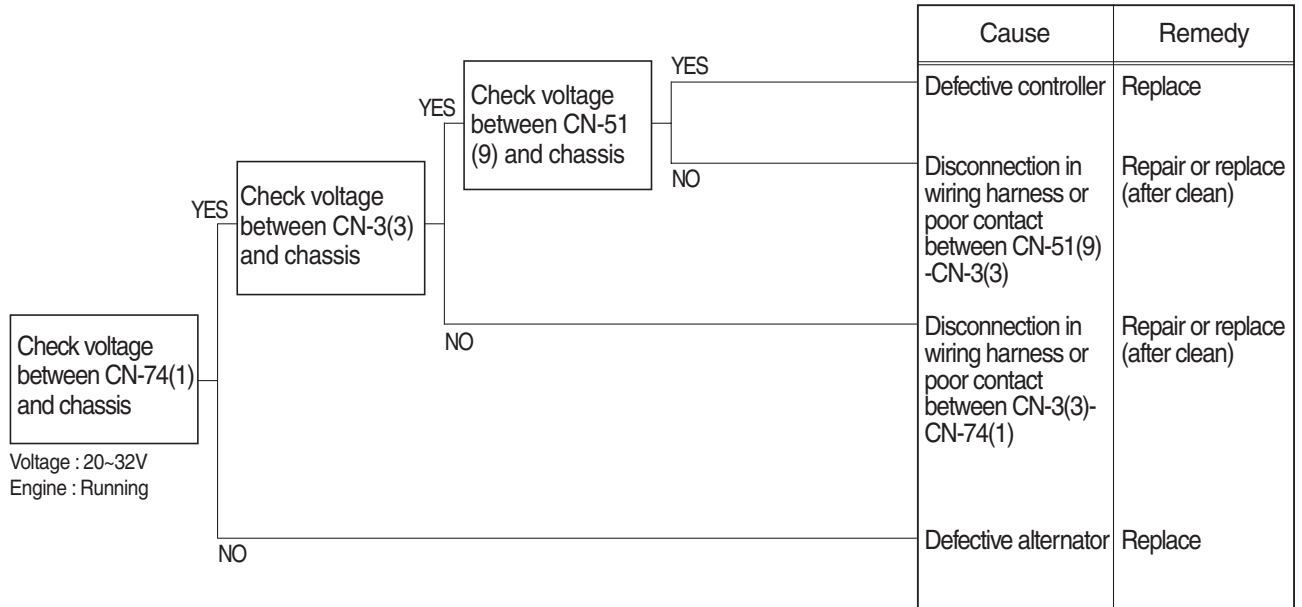 Cause
Remedy
YES
Defective controller
Replace
YES
Check voltage
between CN-51
(9) and chassis
NO
Disconnection in
wiring harness or
poor contact
between CN-51(9)
-CN-3(3)
Repair or replace
(after clean)
YES
Check voltage
between CN-3(3)
and chassis
NO
Disconnection in
wiring harness or
poor contact
between CN-3(3)-
CN-74(1)
Repair or replace
(after clean)
Check voltage
between CN-74(1)
and chassis
Voltage : 20~32V
Engine : Running
NO
Defective alternator
Replace